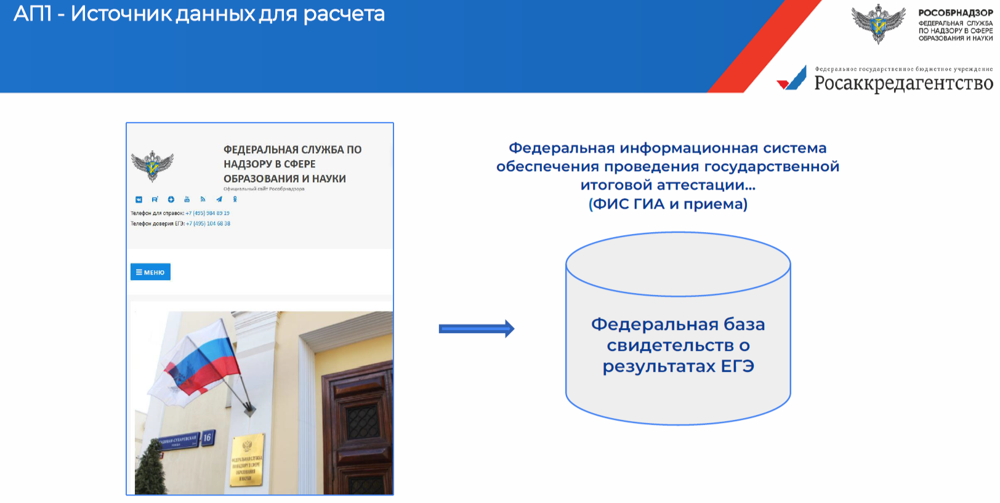 АП1 - Источник данных для расчета
РОСОБРНАДЗОР
ФЕДЕРАЛЬНАЯ СЛУЖБА
ПО НАДЗОРУ В СФЕРЕ
ОБРАЗОВАНИЯ И НАУКИ
Федеральное государственное бюджетное учреждение
Росаккредагентство
ФЕДЕРАЛЬНАЯ СЛУЖБА ПО
НАДЗОРУ В СФЕРЕ
ОБРАЗОВАНИЯ И НАУКИ
Официальный сайт Рособрнадзора
Телефон для справок: +7 (495) 984 89 19
Телефон доверия ЕГЭ: +7 (495) 104 68 38
МЕНЮ
САДОВАЯ-СУХАРЕВСКАЯ
УЛИЦА
16
ФЕДЕРАЛЬНАЯ СЛУЖБА
ПО НАДЗОРУ В СФЕРЕ
ОБРАЗОВАНИЯ
И НАУКИ
Федеральная информационная система
обеспечения проведения государственной
итоговой аттестации...
(ФИС ГИА и приема)
Федеральная база
свидетельств о
результатах ЕГЭ